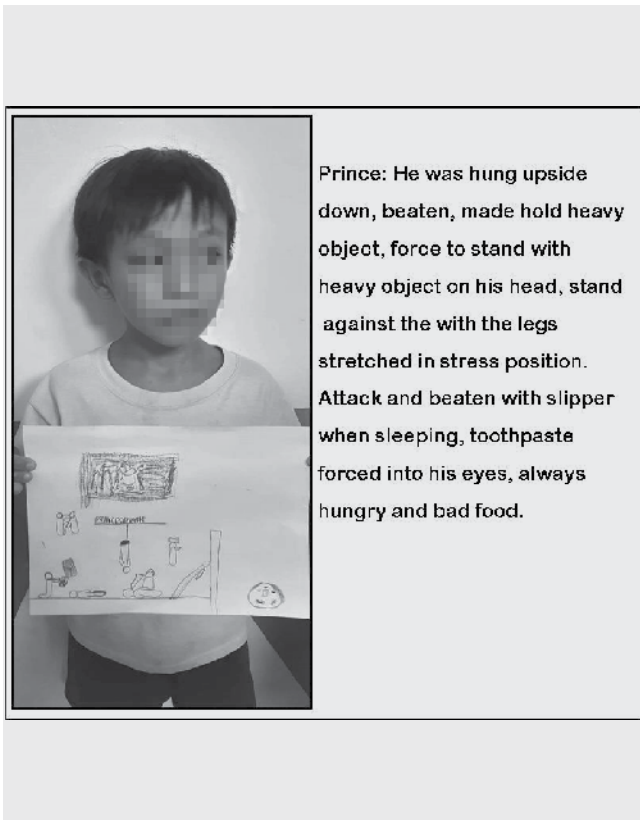 Prince: He was hung upside
down, beaten, made hold heavy
object, force to stand with
heavy object on his head, stand
against the with the legs
stretched in stress position.
Attack and beaten with slipper
when sleeping, toothpaste
forced into his eyes, always
hungry and bad food.